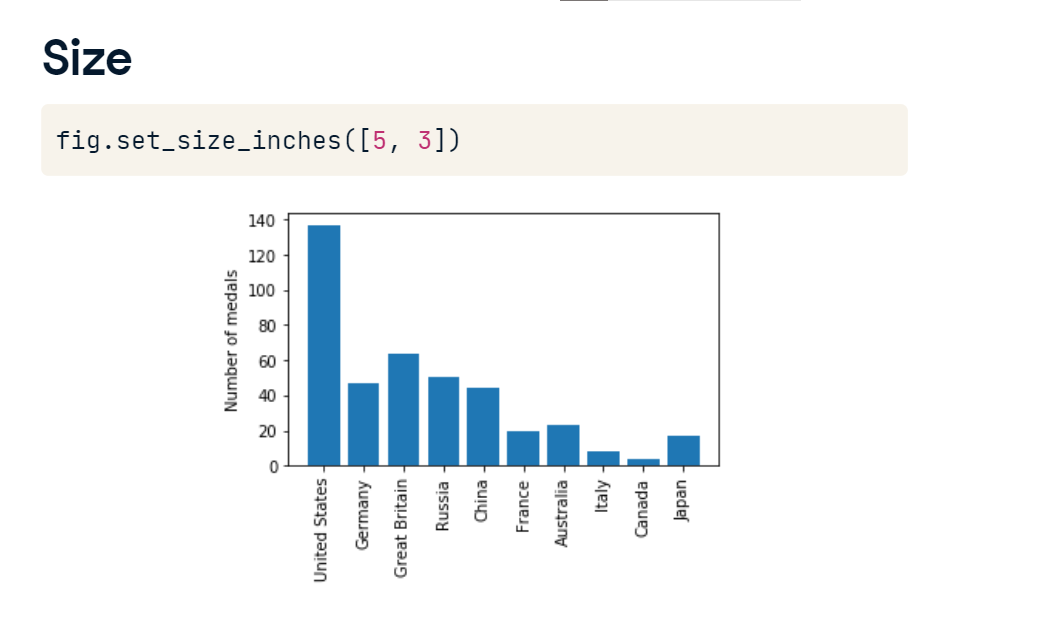 Size
fig.set_size_inches([5, 3])
140
120
100
80
60
40
20
0
Number of medals
United States
Germany
Great Britain
Russia
China
France
Australia
Italy
Canada
Japan